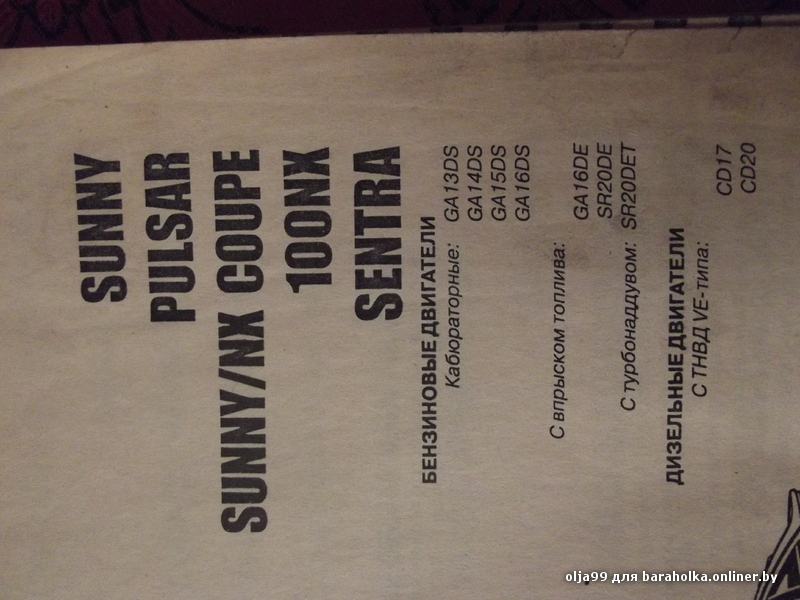 SUNNY
PULSAR
SUNNY/NX COUPE
100NX
SENTRA
БЕНЗИНОВЫЕ ДВИГАТЕЛИ
Кабюраторные: GA13DS
GA14DS
GA15DS
GA16DS
С впрыском топлива: GA16DE
SR20DE
С турбонаддувом: SR20DET
ДИЗЕЛЬНЫЕ ДВИГАТЕЛИ
С ТНВД VE-типа: CD17
CD20
olja99 для baraholka.onliner.by